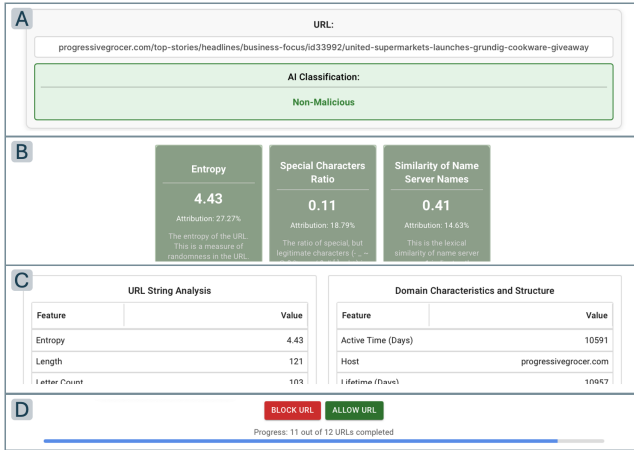 A
URL:
progressivegrocer.com/top-stories/headlines/business-focus/id33992/united-supermarkets-launches-grundig-cookware-giveaway
AI Classification:
Non-Malicious
B
Entropy
4.43
Attribution: 27.27%
The entropy of the URL.
This is a measure of
randomness in the URL.
Special Characters
Ratio
0.11
Attribution: 18.79%
The ratio of special, but
legitimate characters (- _ ~
Similarity of Name
Server Names
0.41
Attribution: 14.63%
This is the lexical
similarity of name server
C
URL String Analysis
Feature Value
Entropy 4.43
Length 121
Letter Count 103
Domain Characteristics and Structure
Feature Value
Active Time (Days) 10591
Host progressivegrocer.com
Lifetime (Days) 10957
D
BLOCK URL ALLOW URL
Progress: 11 out of 12 URLs completed